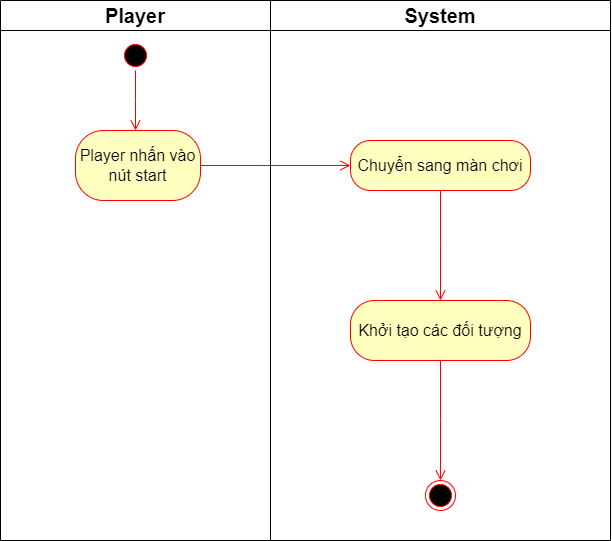 Player
System
Player nhấn vào
nút start
Chuyển sang màn chơi
Khởi tạo các đối tượng